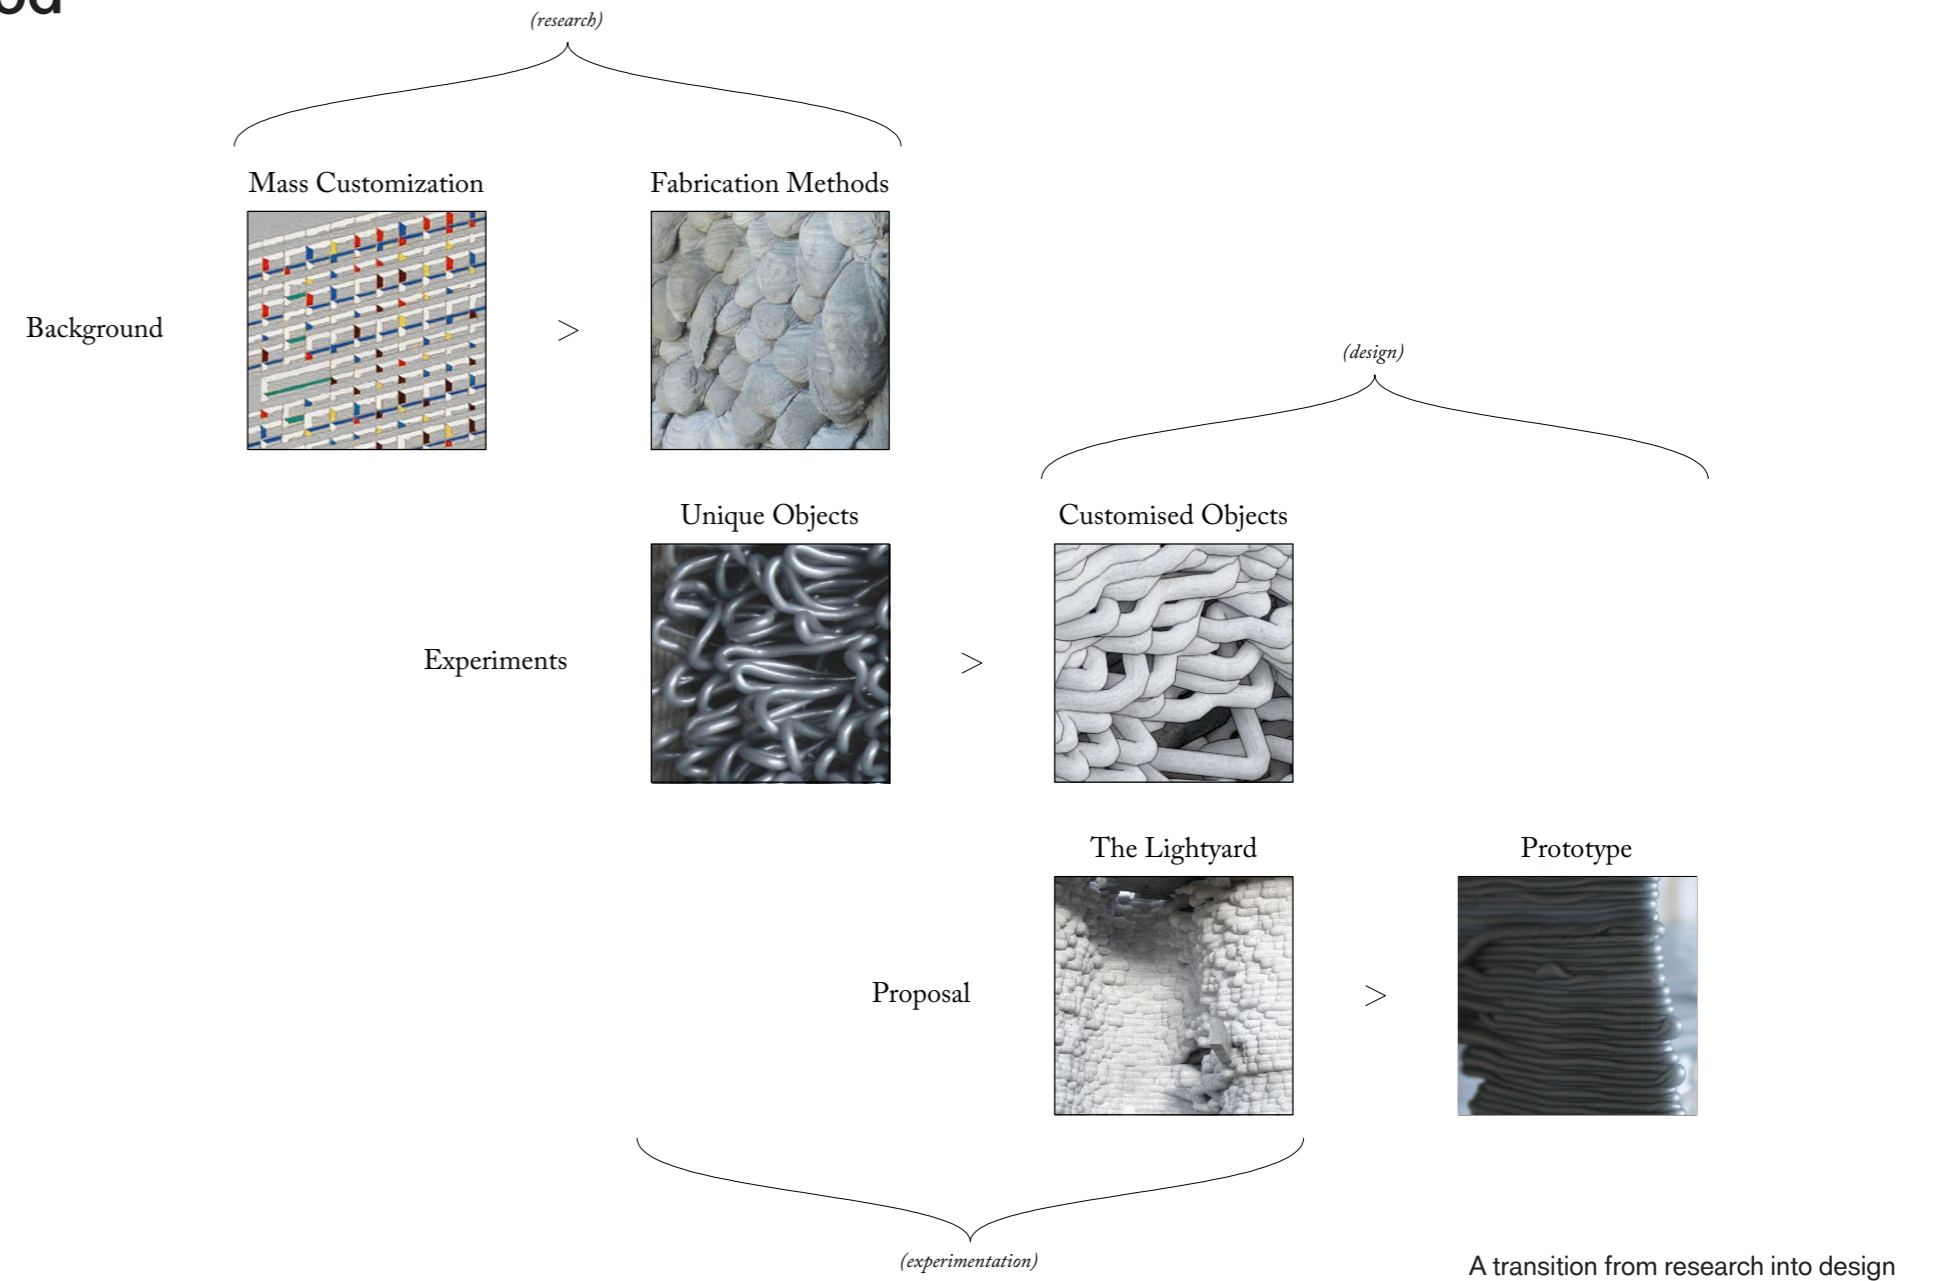 (research)
Mass Customization
Fabrication Methods
Background
>
(design)
Unique Objects
Customised Objects
Experiments
>
The Lightyard
Prototype
Proposal
>
(experimentation)
A transition from research into design